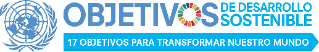 OBJETIVOS DE DESARROLLO
SOSTENIBLE
17 OBJETIVOS PARA TRANSFORMAR NUESTRO MUNDO